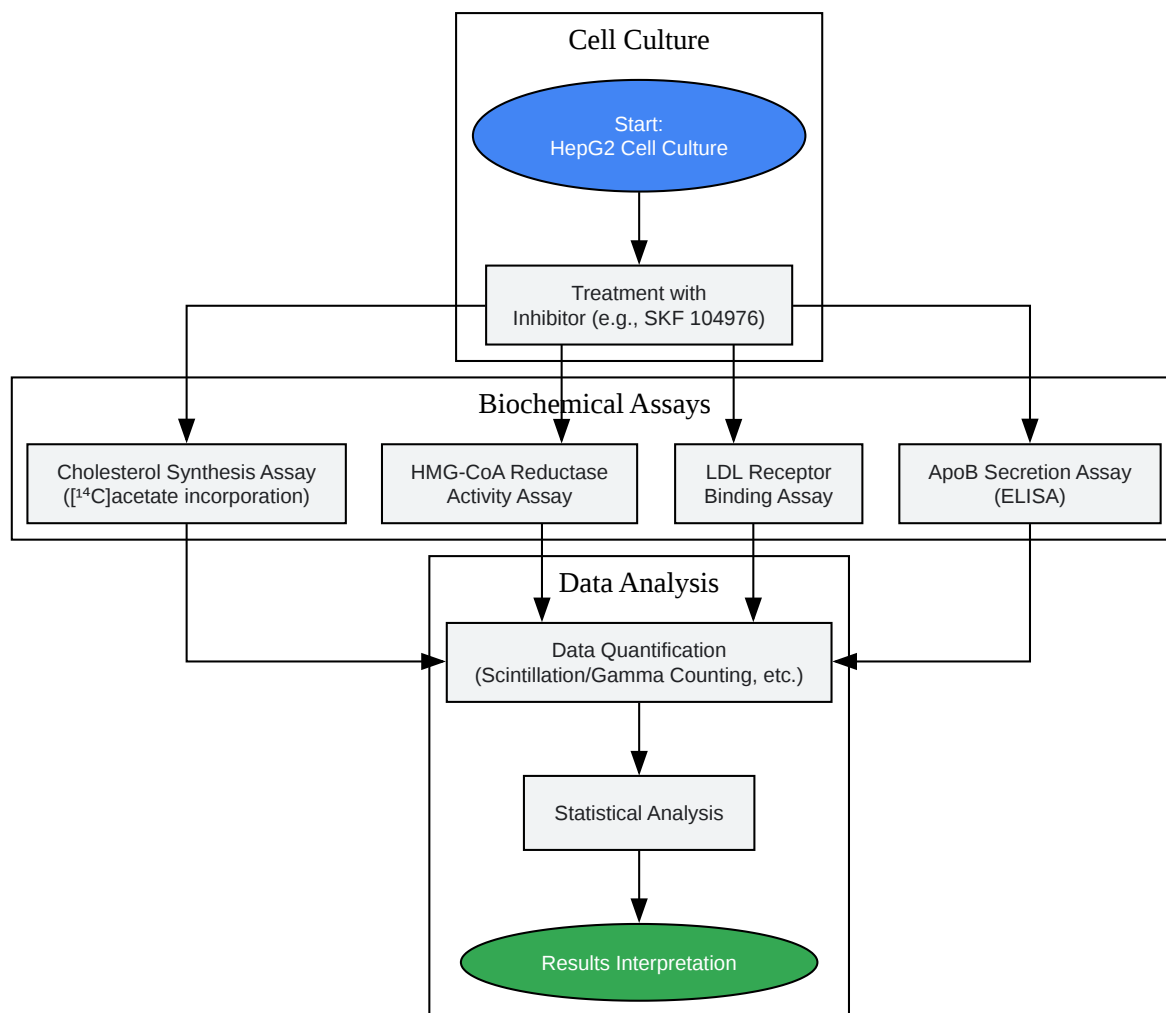 Cell Culture
Start:
HepG2 Cell Culture
Treatment with
Inhibitor (e.g., SKF 104976)
Biochemical Assays
Cholesterol Synthesis Assay
([¹⁴C]acetate incorporation)
HMG-CoA Reductase
Activity Assay
LDL Receptor
Binding Assay
ApoB Secretion Assay
(ELISA)
Data Analysis
Data Quantification
(Scintillation/Gamma Counting, etc.)
Statistical Analysis
Results Interpretation